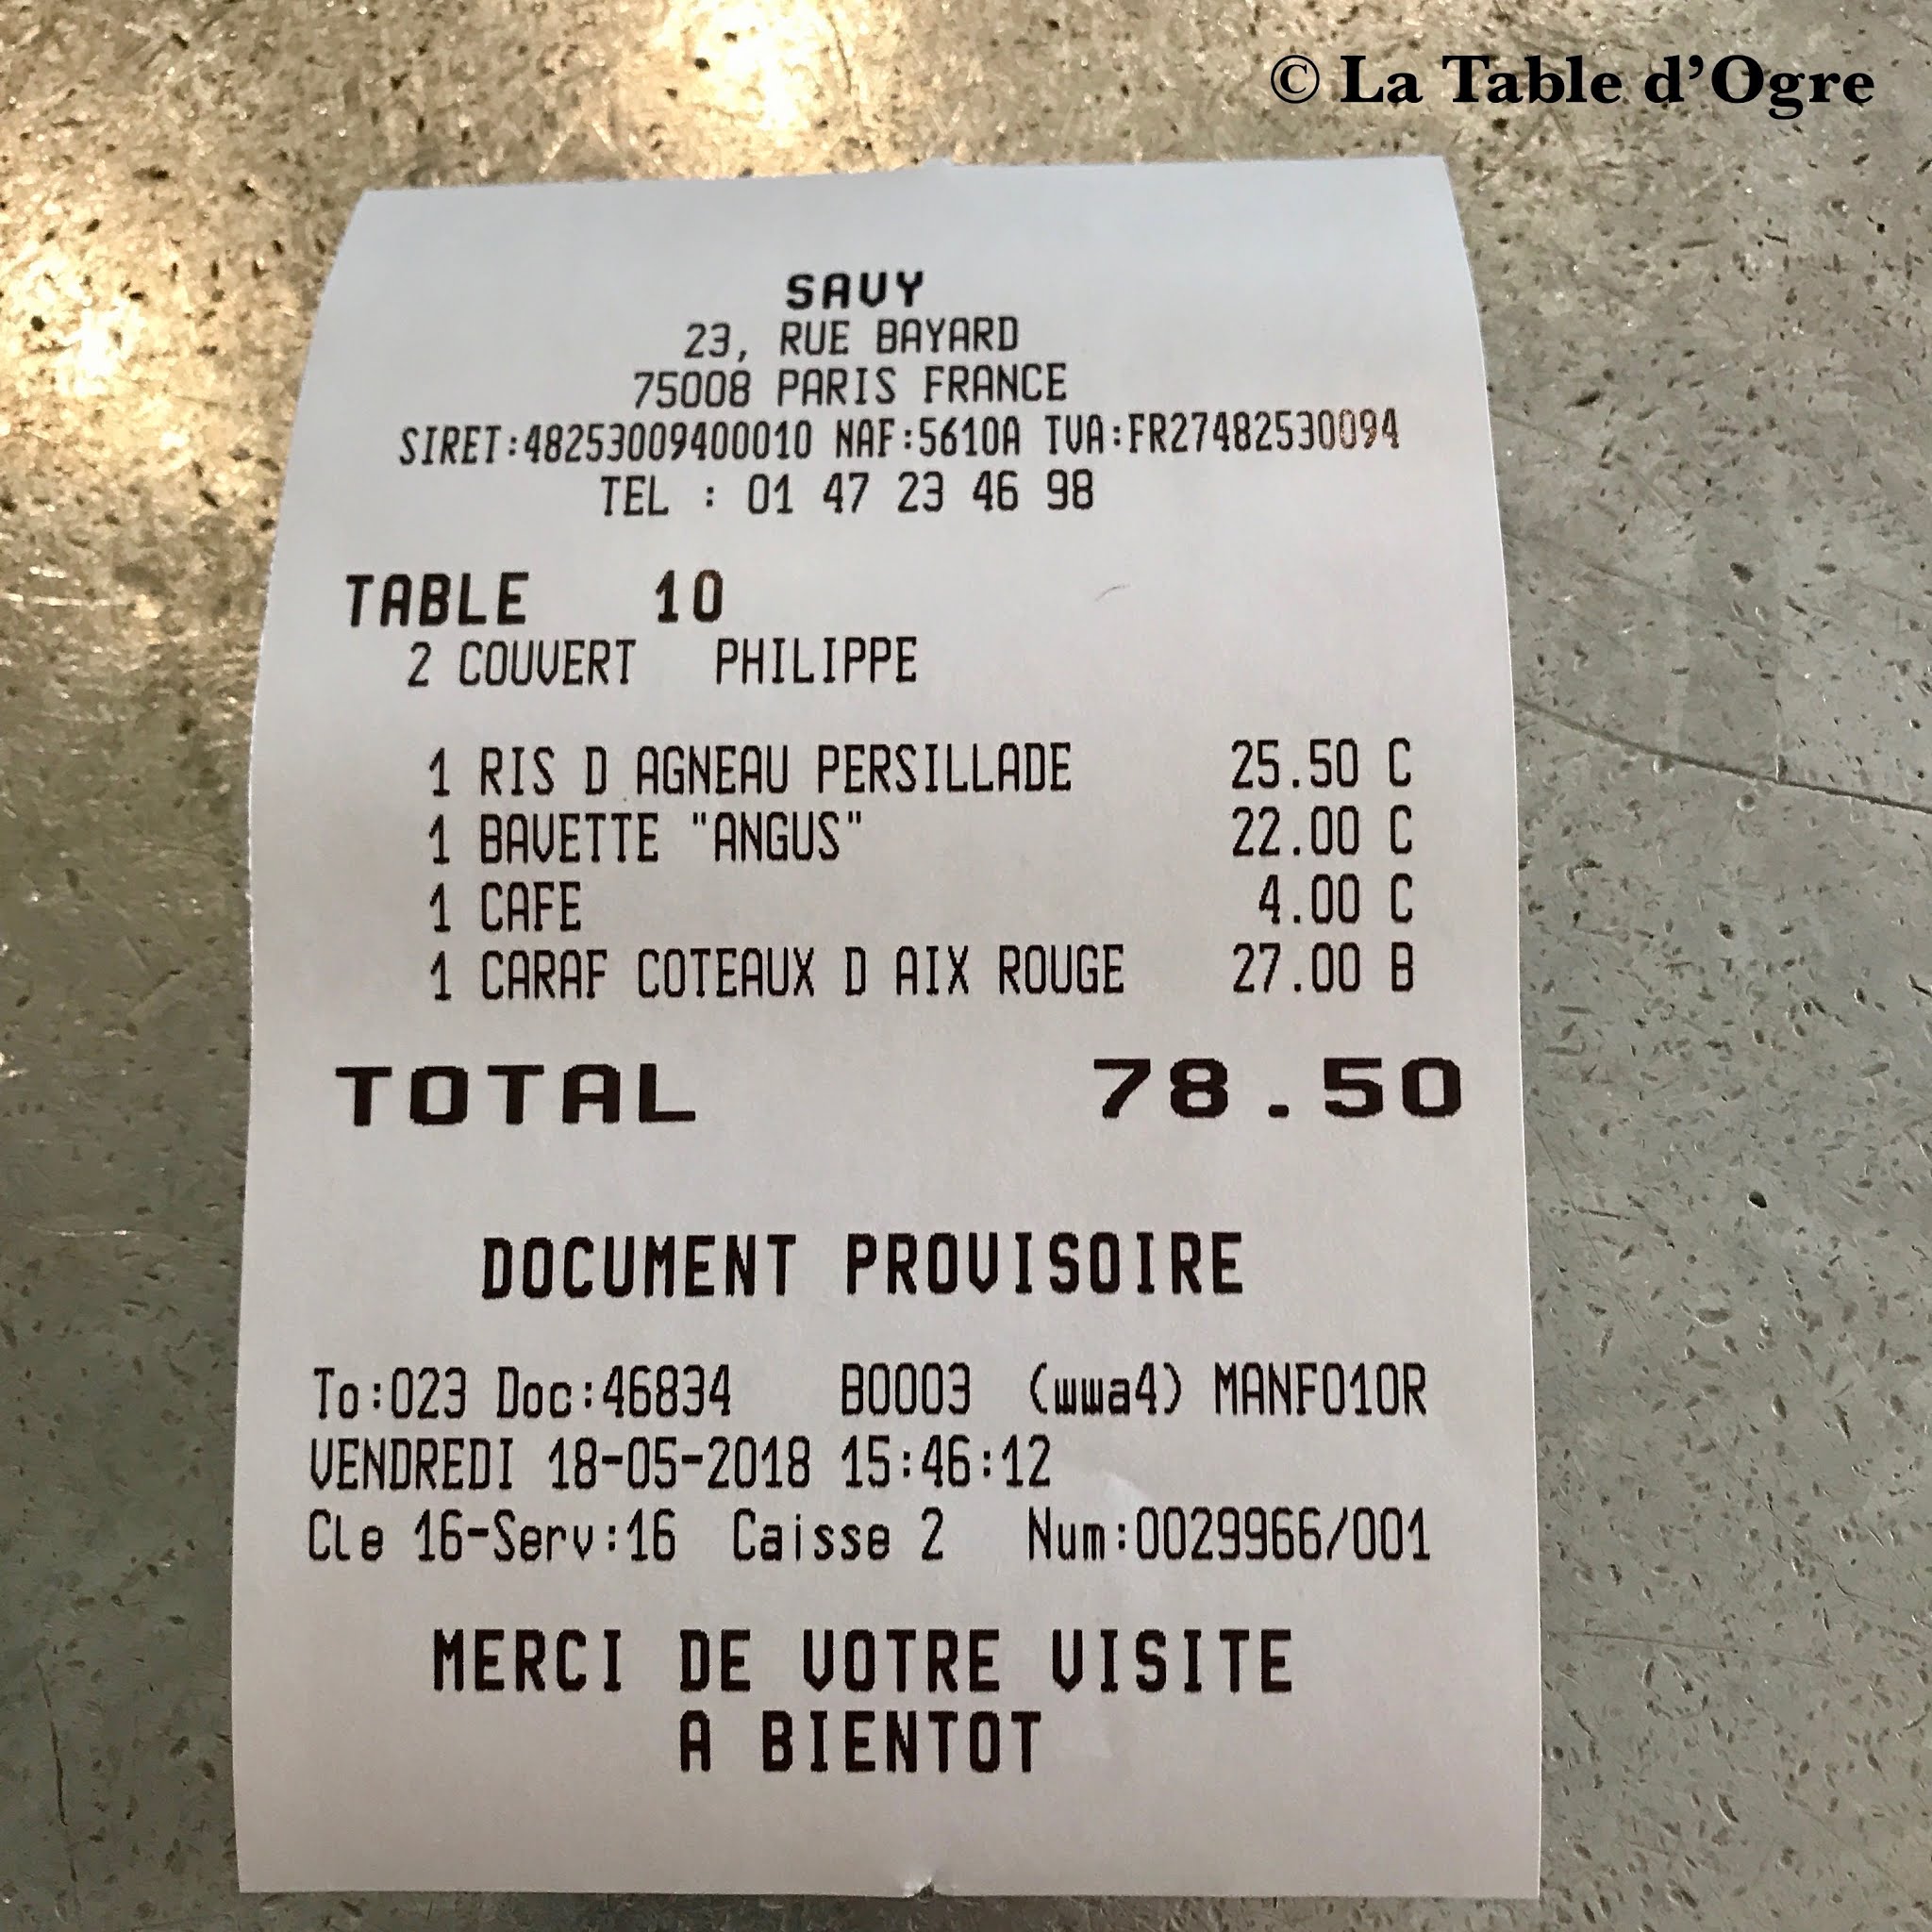 © La Table d’Ogre
SAVY
23, RUE BAYARD
75008 PARIS FRANCE
SIRET:48253009400010 NAF:5610A TVA:FR27482530094
TEL : 01 47 23 46 98
TABLE 10
2 COUVERT PHILIPPE
1 RIS D AGNEAU PERSILLADE 25.50 C
1 BAVETTE "ANGUS" 22.00 C
1 CAFE 4.00 C
1 CARAF COTEAUX D AIX ROUGE 27.00 B
TOTAL 78.50
DOCUMENT PROVISOIRE
To:023 Doc:46834 B0003 (wwa4) MANF010R
VENDREDI 18-05-2018 15:46:12
Cle 16-Serv:16 Caisse 2 Num:0029966/001
MERCI DE VOTRE VISITE
A BIENTOT